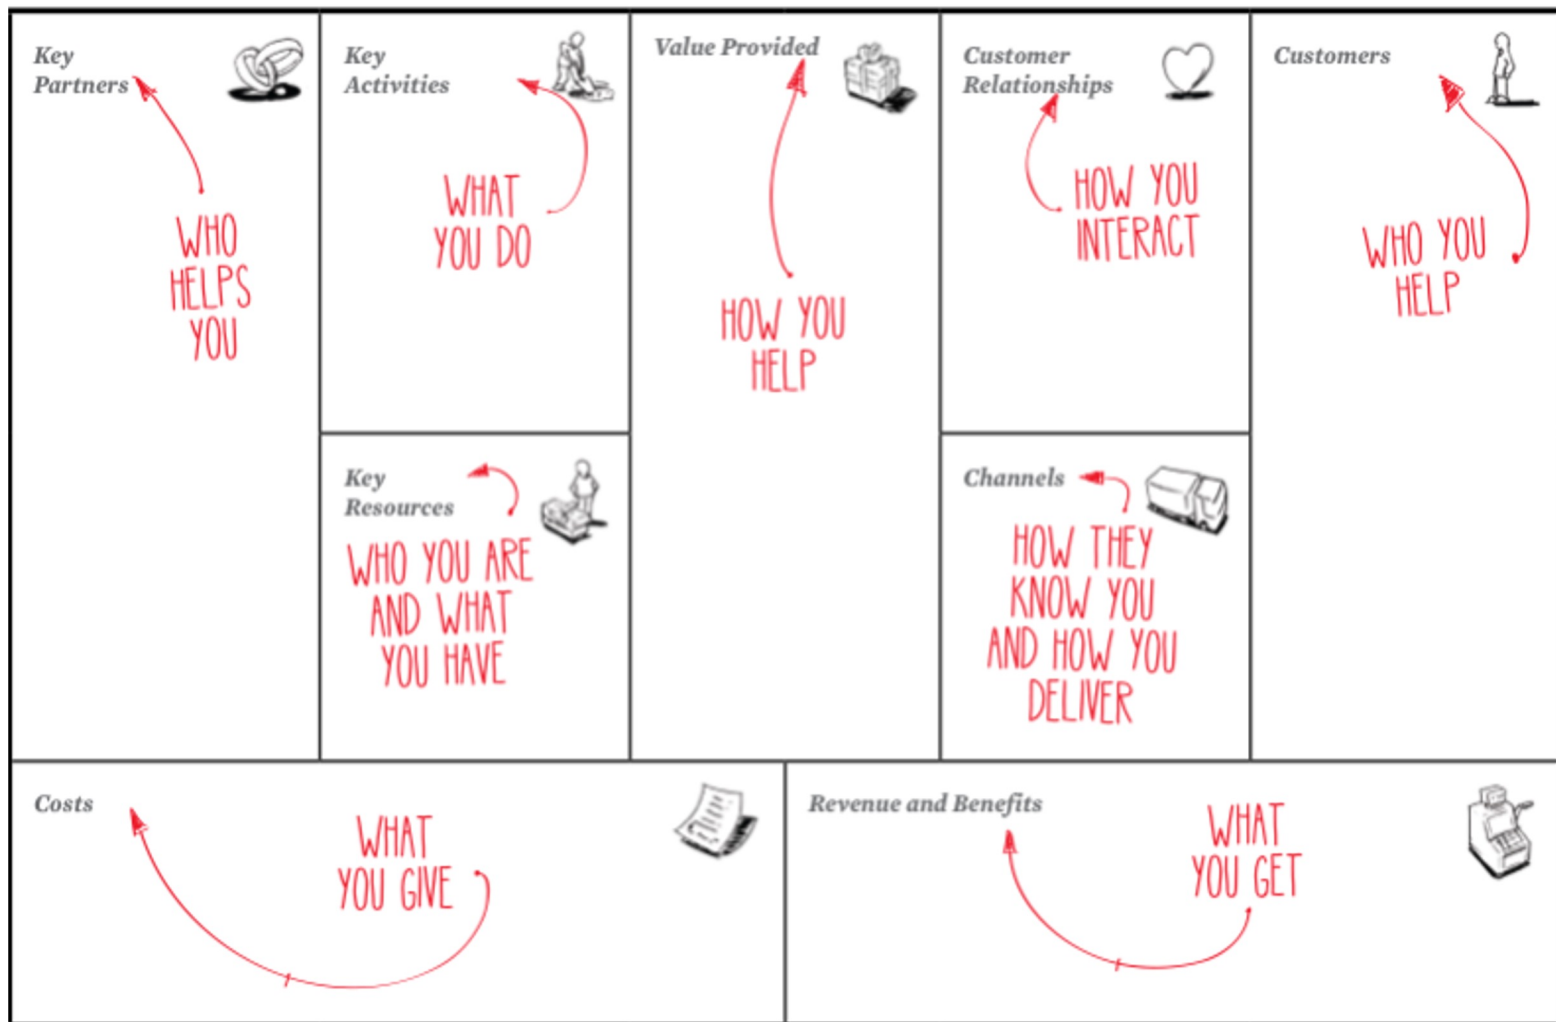 Key
Partners
WHO
HELPS
YOU
Key
Activities
WHAT
YOU DO
Key
Resources
WHO YOU ARE
AND WHAT
YOU HAVE
Value Provided
HOW YOU
HELP
Customer
Relationships
HOW YOU
INTERACT
Channels
HOW THEY
KNOW YOU
AND HOW YOU
DELIVER
Customers
WHO YOU
HELP
Costs
WHAT
YOU GIVE
Revenue and Benefits
WHAT
YOU GET